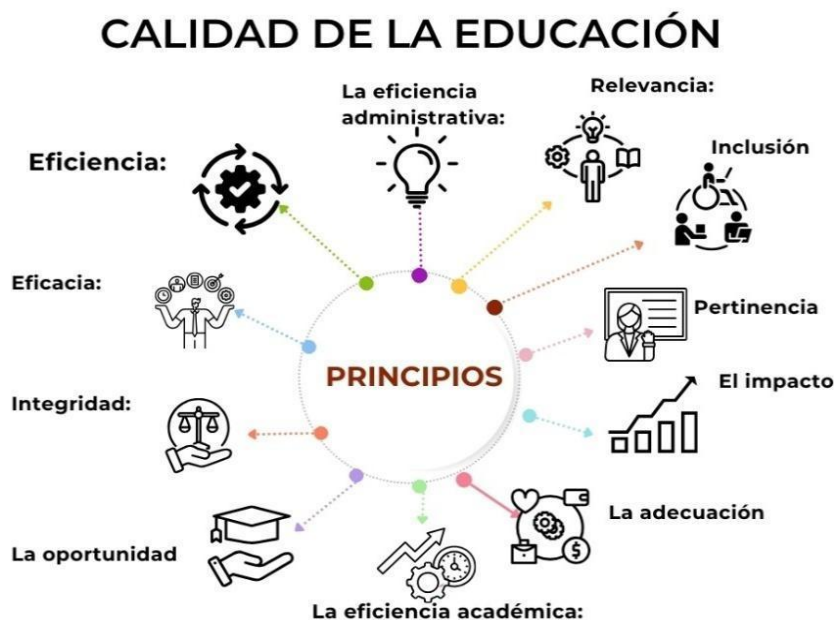 CALIDAD DE LA EDUCACIÓN
La eficiencia
administrativa:
Relevancia:
Inclusión
Eficiencia:
Eficacia:
Pertinencia
PRINCIPIOS
El impacto
Integridad:
La adecuación
La oportunidad
La eficiencia académica: